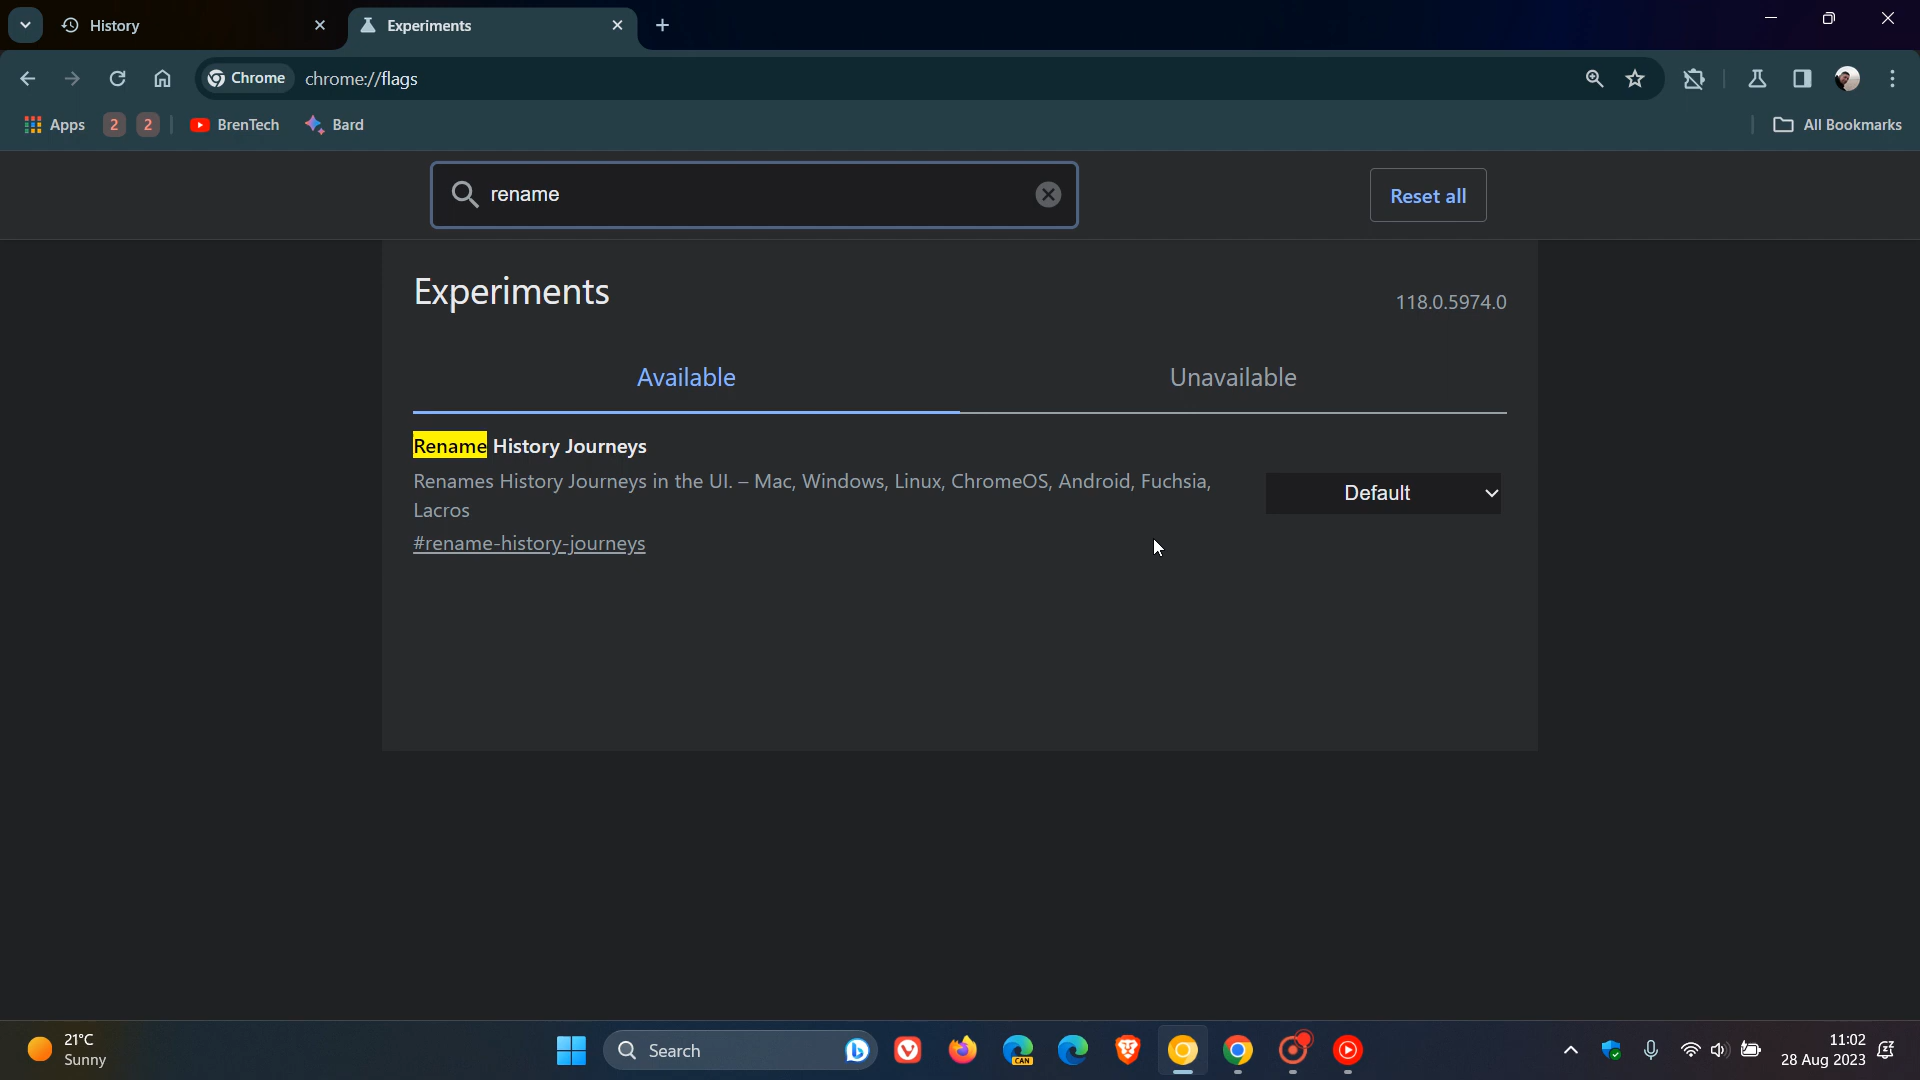 History
Experiments
Chrome
chrome://flags
Apps
2
2
BrenTech
Bard
All Bookmarks
rename
Reset all
Experiments
118.0.5974.0
Available
Unavailable
Rename History Journeys
Renames History Journeys in the UI. – Mac, Windows, Linux, ChromeOS, Android, Fuchsia,
Lacros
Default
#rename-history-journeys
21°C
Sunny
Search
CAN
11:02
28 Aug 2023